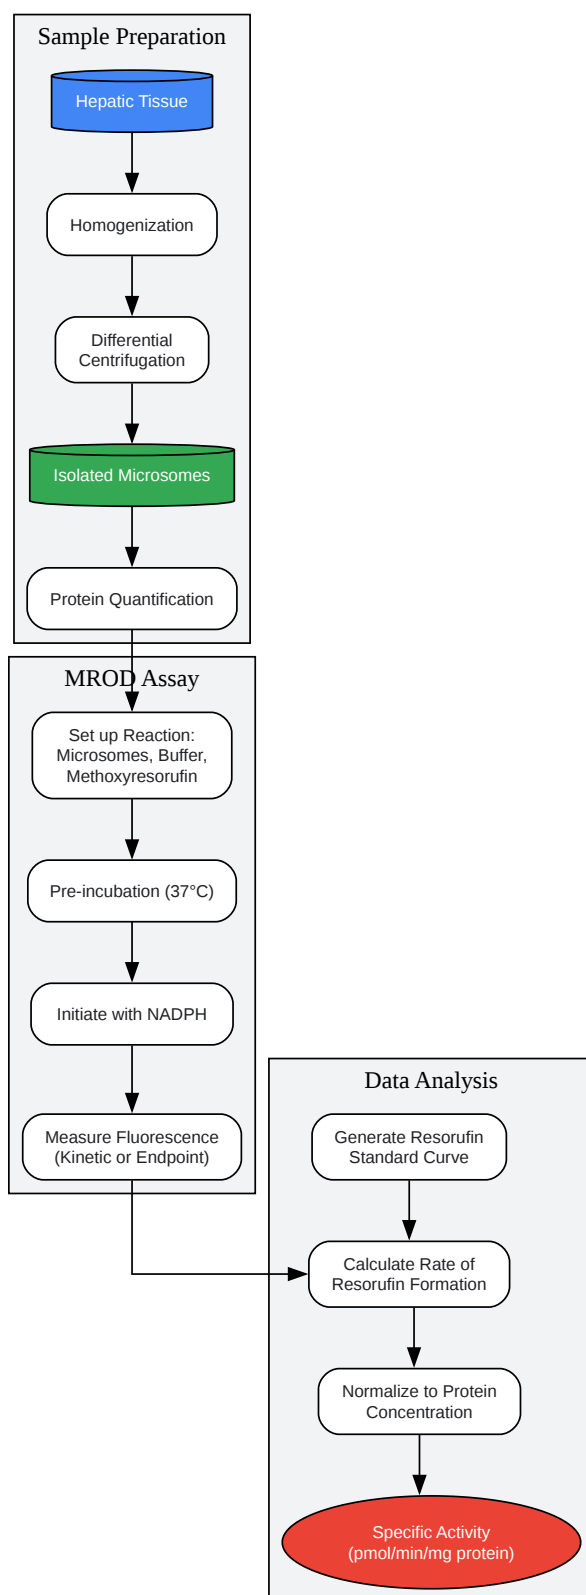 Sample Preparation
Hepatic Tissue
Homogenization
Differential
Centrifugation
Isolated Microsomes
Protein Quantification
MROD Assay
Set up Reaction:
Microsomes, Buffer,
Methoxyresorufin
Pre-incubation (37°C)
Initiate with NADPH
Measure Fluorescence
(Kinetic or Endpoint)
Data Analysis
Generate Resorufin
Standard Curve
Calculate Rate of
Resorufin Formation
Normalize to Protein
Concentration
Specific Activity
(pmol/min/mg protein)